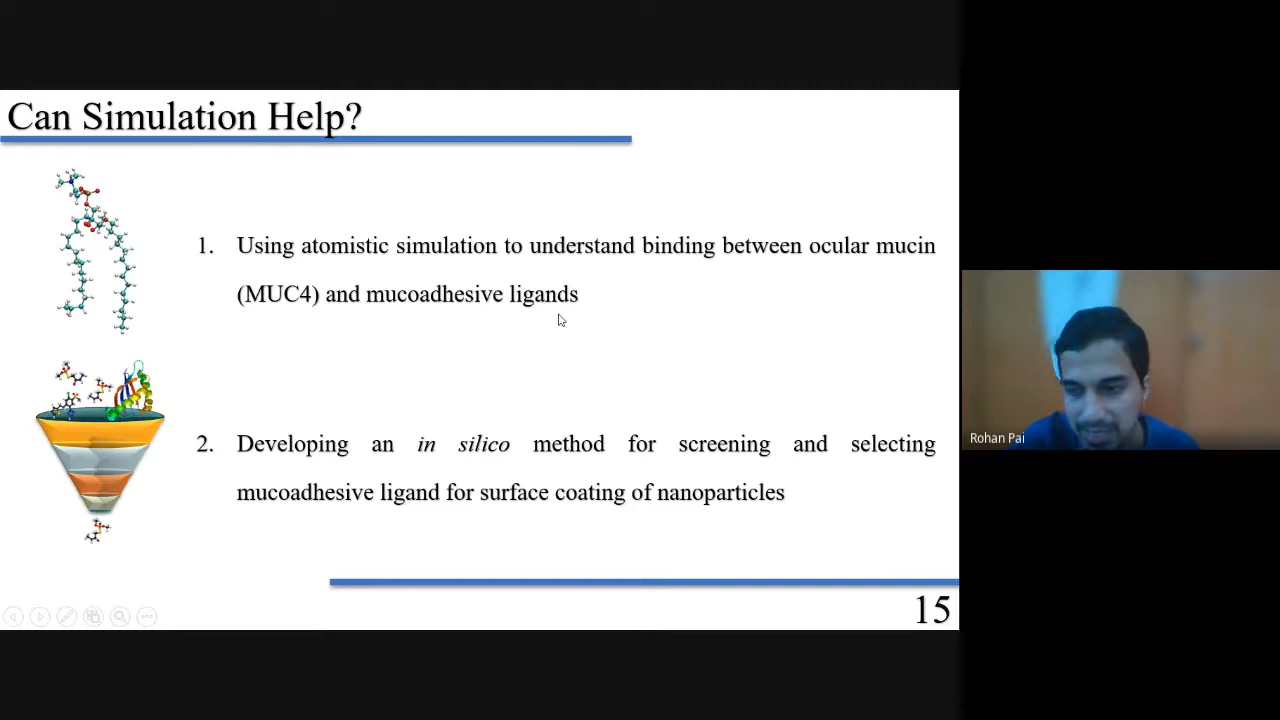 Can Simulation Help?
1. Using atomistic simulation to understand binding between ocular mucin
(MUC4) and mucoadhesive ligands
2. Developing an in silico method for screening and selecting
mucoadhesive ligand for surface coating of nanoparticles
15
Rohan Pai